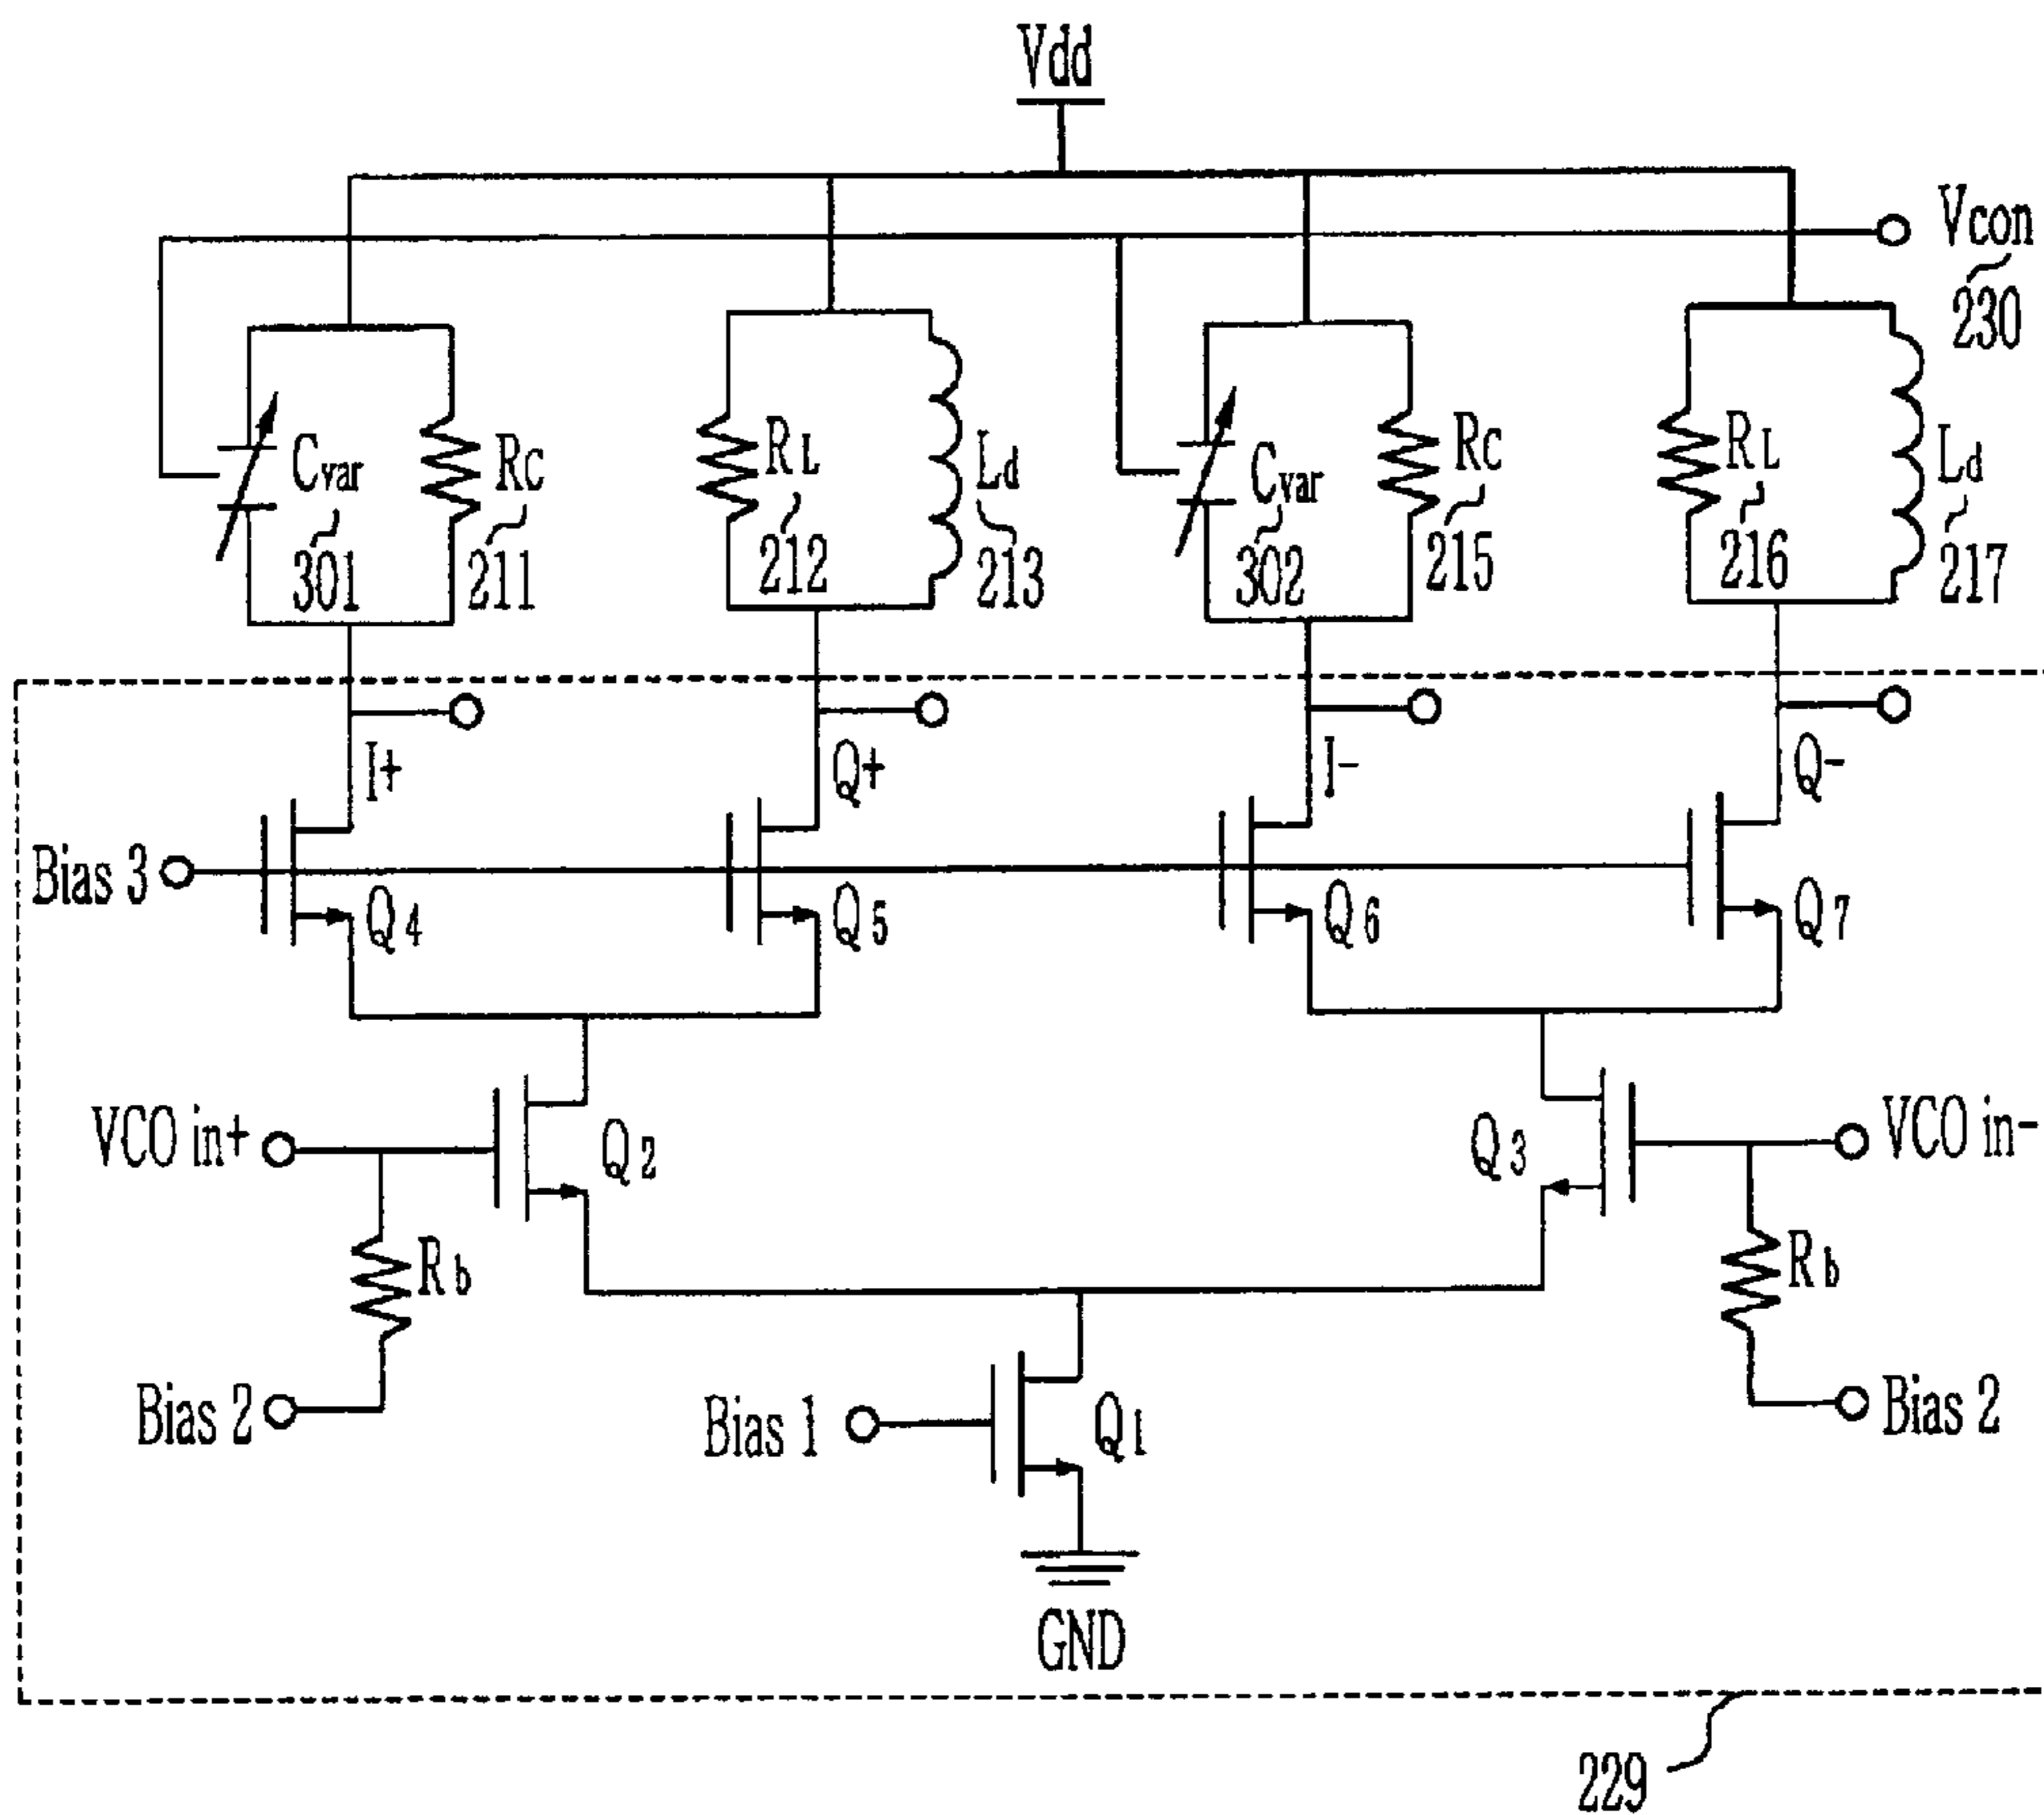 Vdd
Vcon
230
Cvar
301
RC
211
RL
212
Ld
213
Cvar
302
RC
215
RL
216
Ld
217
I+
Q+
I-
Q-
Bias 3
Q4
Q5
Q6
Q7
VCO in+
Q2
Q3
VCO in-
Rb
Rb
Bias 2
Bias 1
Q1
Bias 2
GND
229